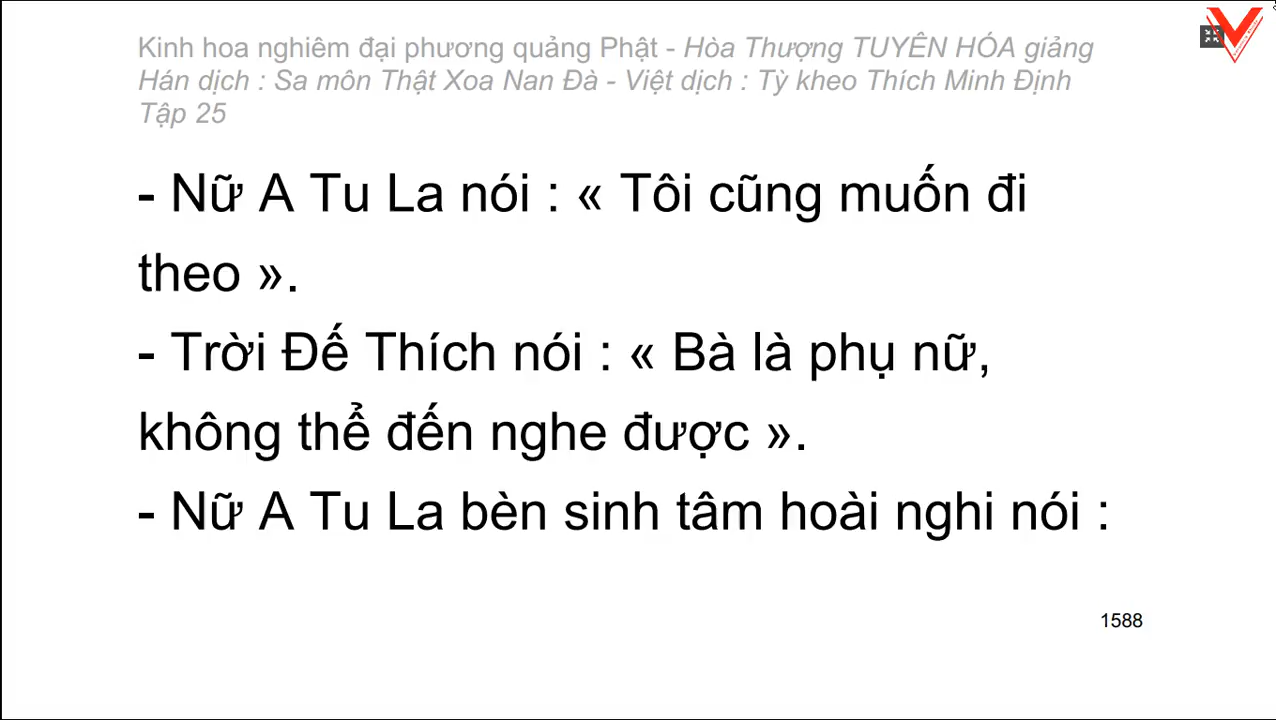 Kinh hoa nghiêm đại phương quảng Phật - Hòa Thượng TUYÊN HÓA giảng
Hán dịch : Sa môn Thật Xoa Nan Đà - Việt dịch : Tỳ kheo Thích Minh Định
Tập 25
- Nữ A Tu La nói : « Tôi cũng muốn đi
theo ».
- Trời Đế Thích nói : « Bà là phụ nữ,
không thể đến nghe được ».
- Nữ A Tu La bèn sinh tâm hoài nghi nói :
1588